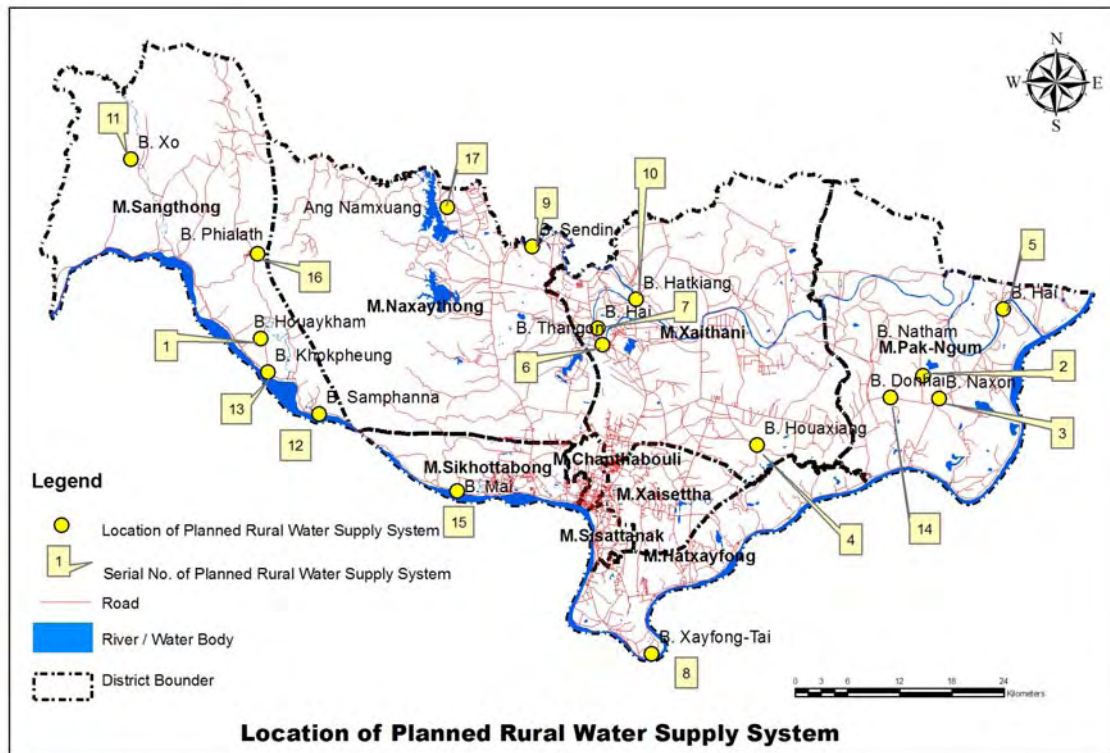 N
W E
S
11
B. Xo
17
10
M.Sangthong
Ang Namxuang
9
B. Sendin
B. Phialath
16
5
B. Hatkiang
B. Hai
M.Naxaythong
B. Hai
7
B. Thangon
M.Xaithani
B. Natham
M.Pak-Ngum
B. Houaykham
1
6
2
B. Khokpheung
B. Donhai
B. Naxon
13
3
B. Samphanna
12
B. Houaxiang
M.Chanthabouli
M.Sikhottabong
B. Mai
M.Xaisettha
15
4
14
M.Sisattanak
M.Hatxayfong
B. Xayfong-Tai
8
Legend
Location of Planned Rural Water Supply System
1
Serial No. of Planned Rural Water Supply System
Road
River / Water Body
District Bounder
0 3 6 12 18 24
Kilometers
Location of Planned Rural Water Supply System